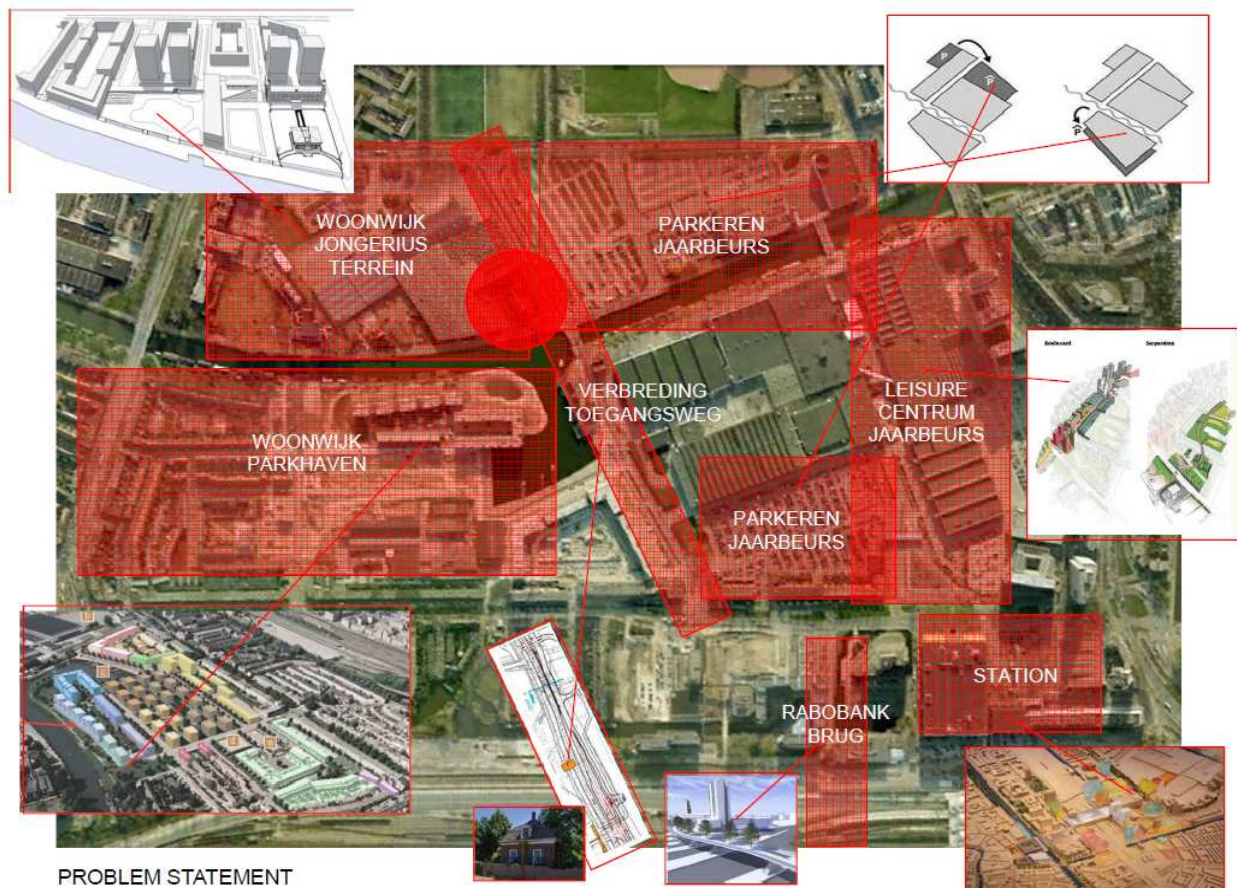 P
P
P
WOONWIJK
JONGERIUS
TERREIN
PARKEREN
JAARBEURS
Boulevard
VERBREDING
TOEGANGSWEG
LEISURE
CENTRUM
JAARBEURS
WOONWIJK
PARKHAVEN
PARKEREN
JAARBEURS
STATION
RABOBANK
BRUG
PROBLEM STATEMENT